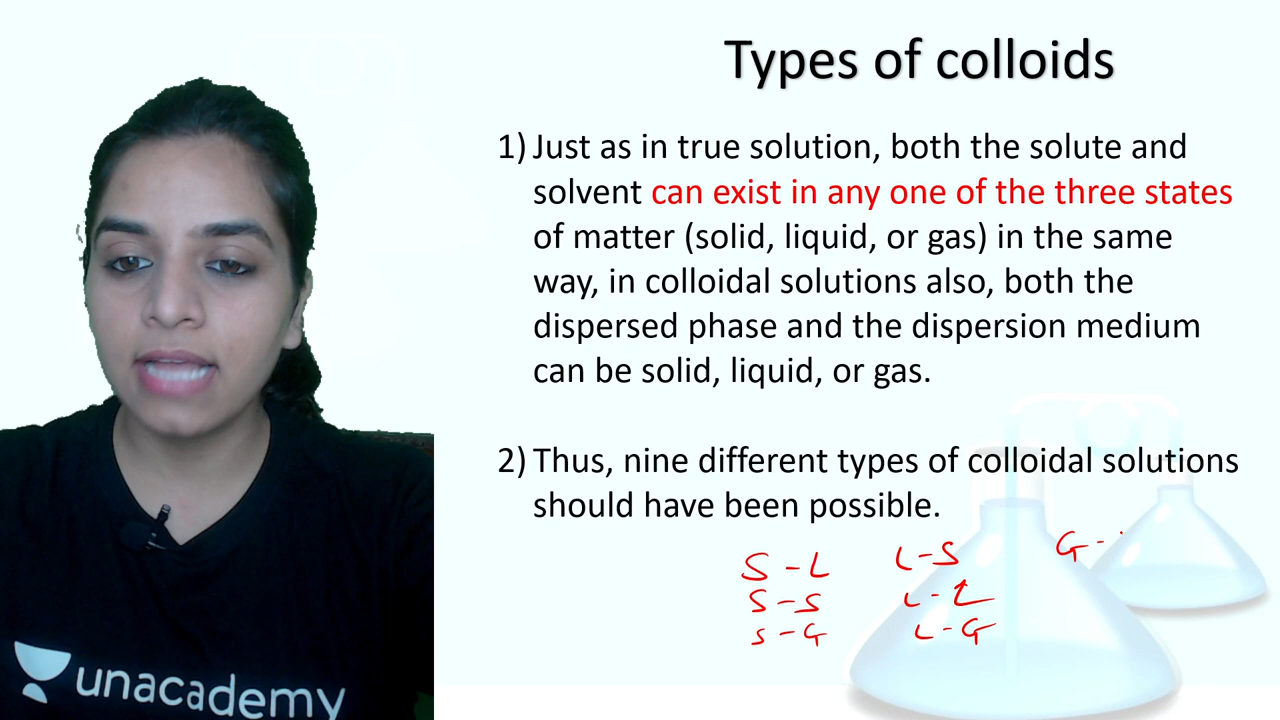 Types of colloids
1) Just as in true solution, both the solute and
solvent can exist in any one of the three states
of matter (solid, liquid, or gas) in the same
way, in colloidal solutions also, both the
dispersed phase and the dispersion medium
can be solid, liquid, or gas.
2) Thus, nine different types of colloidal solutions
should have been possible.
S - L L - S G -
S - S L - L
S - G L - G
unacademy